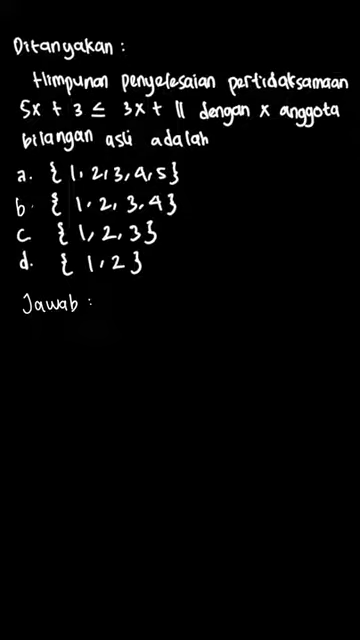 Ditanyakan :
Himpunan penyelesaian pertidaksamaan
5x + 3 ≤ 3x + 11 dengan x anggota
bilangan asli adalah
a. { 1, 2, 3, 4, 5 }
b. { 1, 2, 3, 4 }
c. { 1, 2, 3 }
d. { 1, 2 }
Jawab :